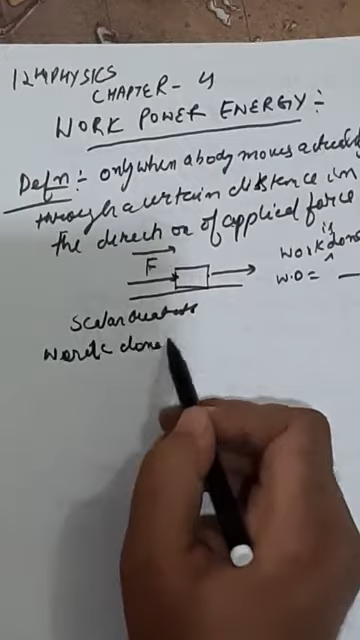 12th PHYSICS
CHAPTER - 4
WORK POWER ENERGY :-
Defn :- only when a body moves actually
through a certain distance in
the direction of applied force
F
work is done
W.D =
Scalar
work done